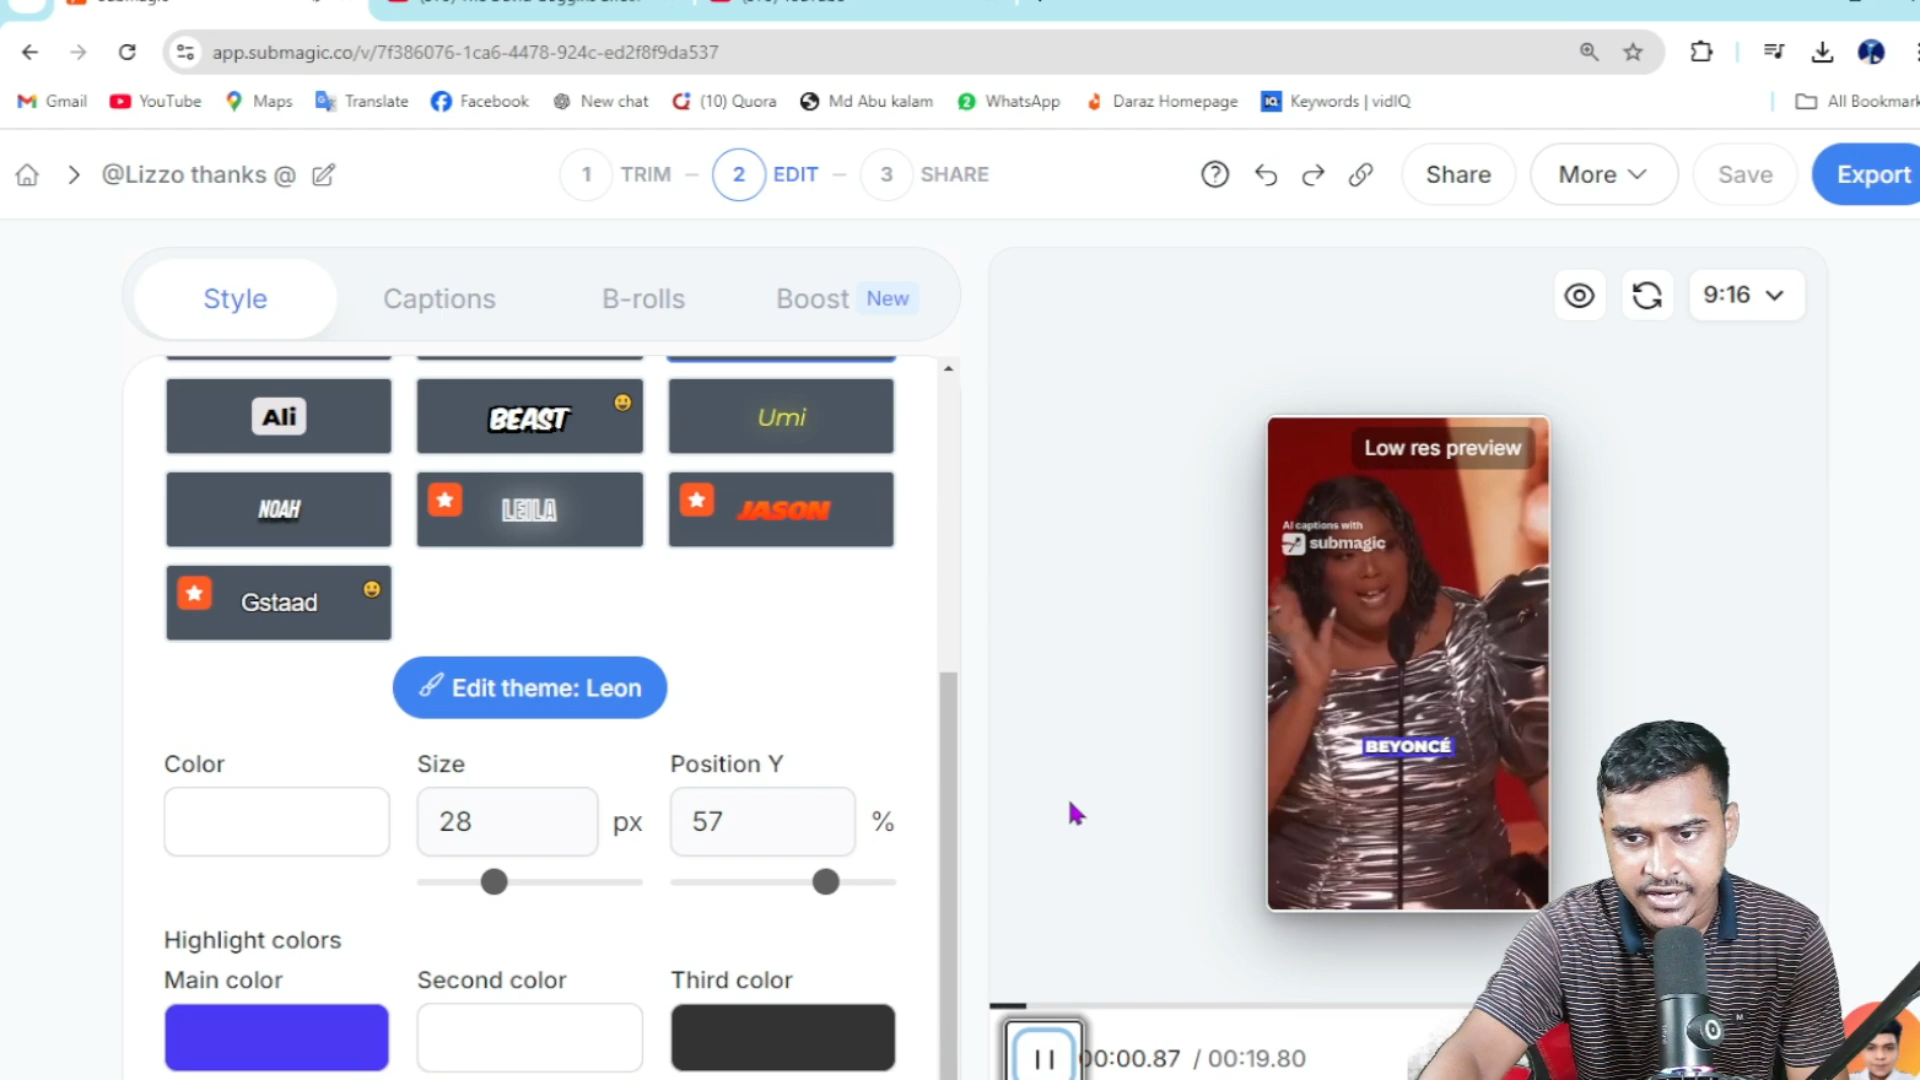 app.submagic.co/v/7f386076-1ca6-4478-924c-ed2f8f9da537
Gmail YouTube Maps Translate Facebook New chat (10) Quora Md Abu kalam WhatsApp Daraz Homepage Keywords | vidIQ All Bookmark
@Lizzo thanks @ 1 TRIM 2 EDIT 3 SHARE Share More Save Export
Style Captions B-rolls Boost New
9:16
Ali BEAST Umi
NOAH LEILA JASON
Gstaad
Edit theme: Leon
Color Size Position Y
28 px 57 %
Highlight colors
Main color Second color Third color
Low res preview
AI captions with
submagic
BEYONCÉ
00:00.87 / 00:19.80